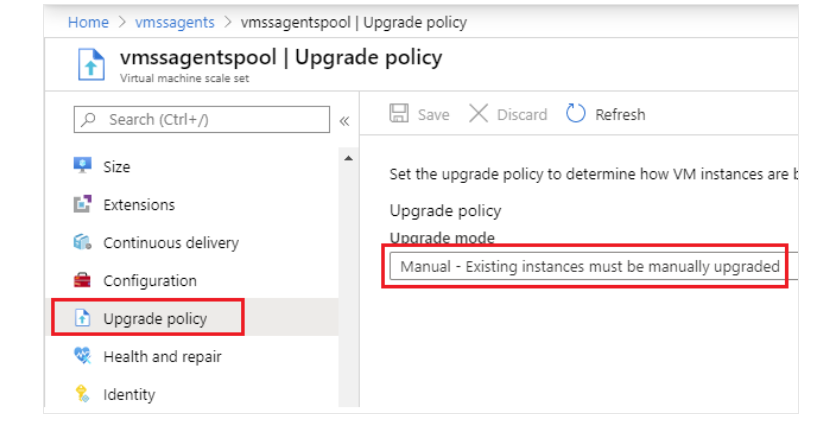 Home > vmssagents > vmssagentspool | Upgrade policy
vmssagentspool | Upgrade policy
Virtual machine scale set
Search (Ctrl+/)
«
Save Discard Refresh
Size
Extensions
Continuous delivery
Configuration
Upgrade policy
Health and repair
Identity
Set the upgrade policy to determine how VM instances are
Upgrade policy
Upgrade mode
Manual - Existing instances must be manually upgraded